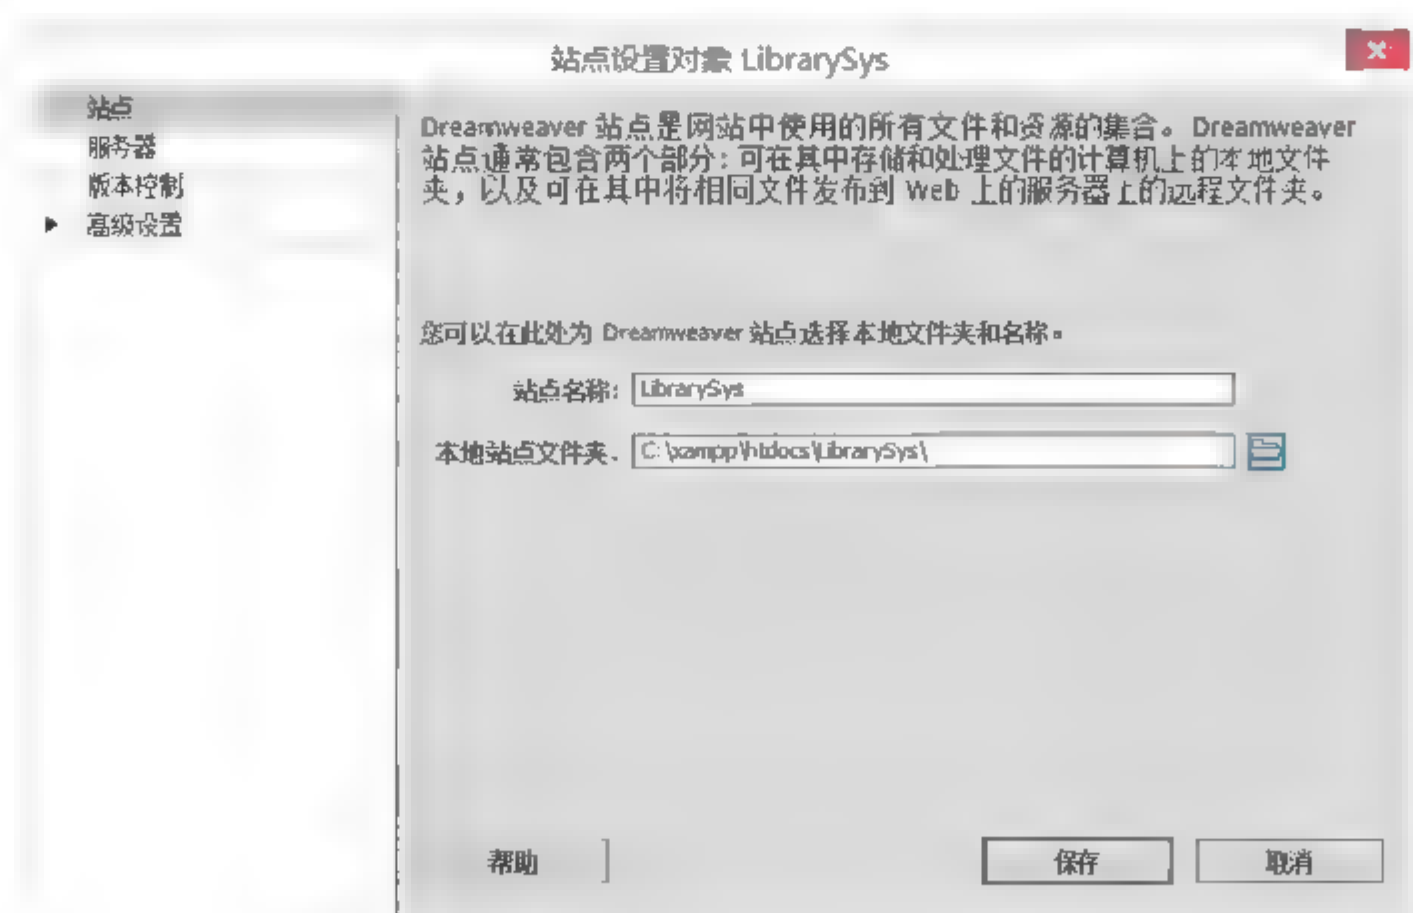 站点设置对象 LibrarySys
站点
服务器
版本控制
高级设置
Dreamweaver 站点是网站中使用的所有文件和资源的集合。Dreamweaver
站点通常包含两个部分：可在其中存储和处理文件的计算机上的本地文件
夹，以及可在其中将相同文件发布到 Web 上的服务器上的远程文件夹。
您可以在此处为 Dreamweaver 站点选择本地文件夹和名称。
站点名称： LibrarySys
本地站点文件夹： C:\xampp\htdocs\LibrarySys\
帮助 保存 取消